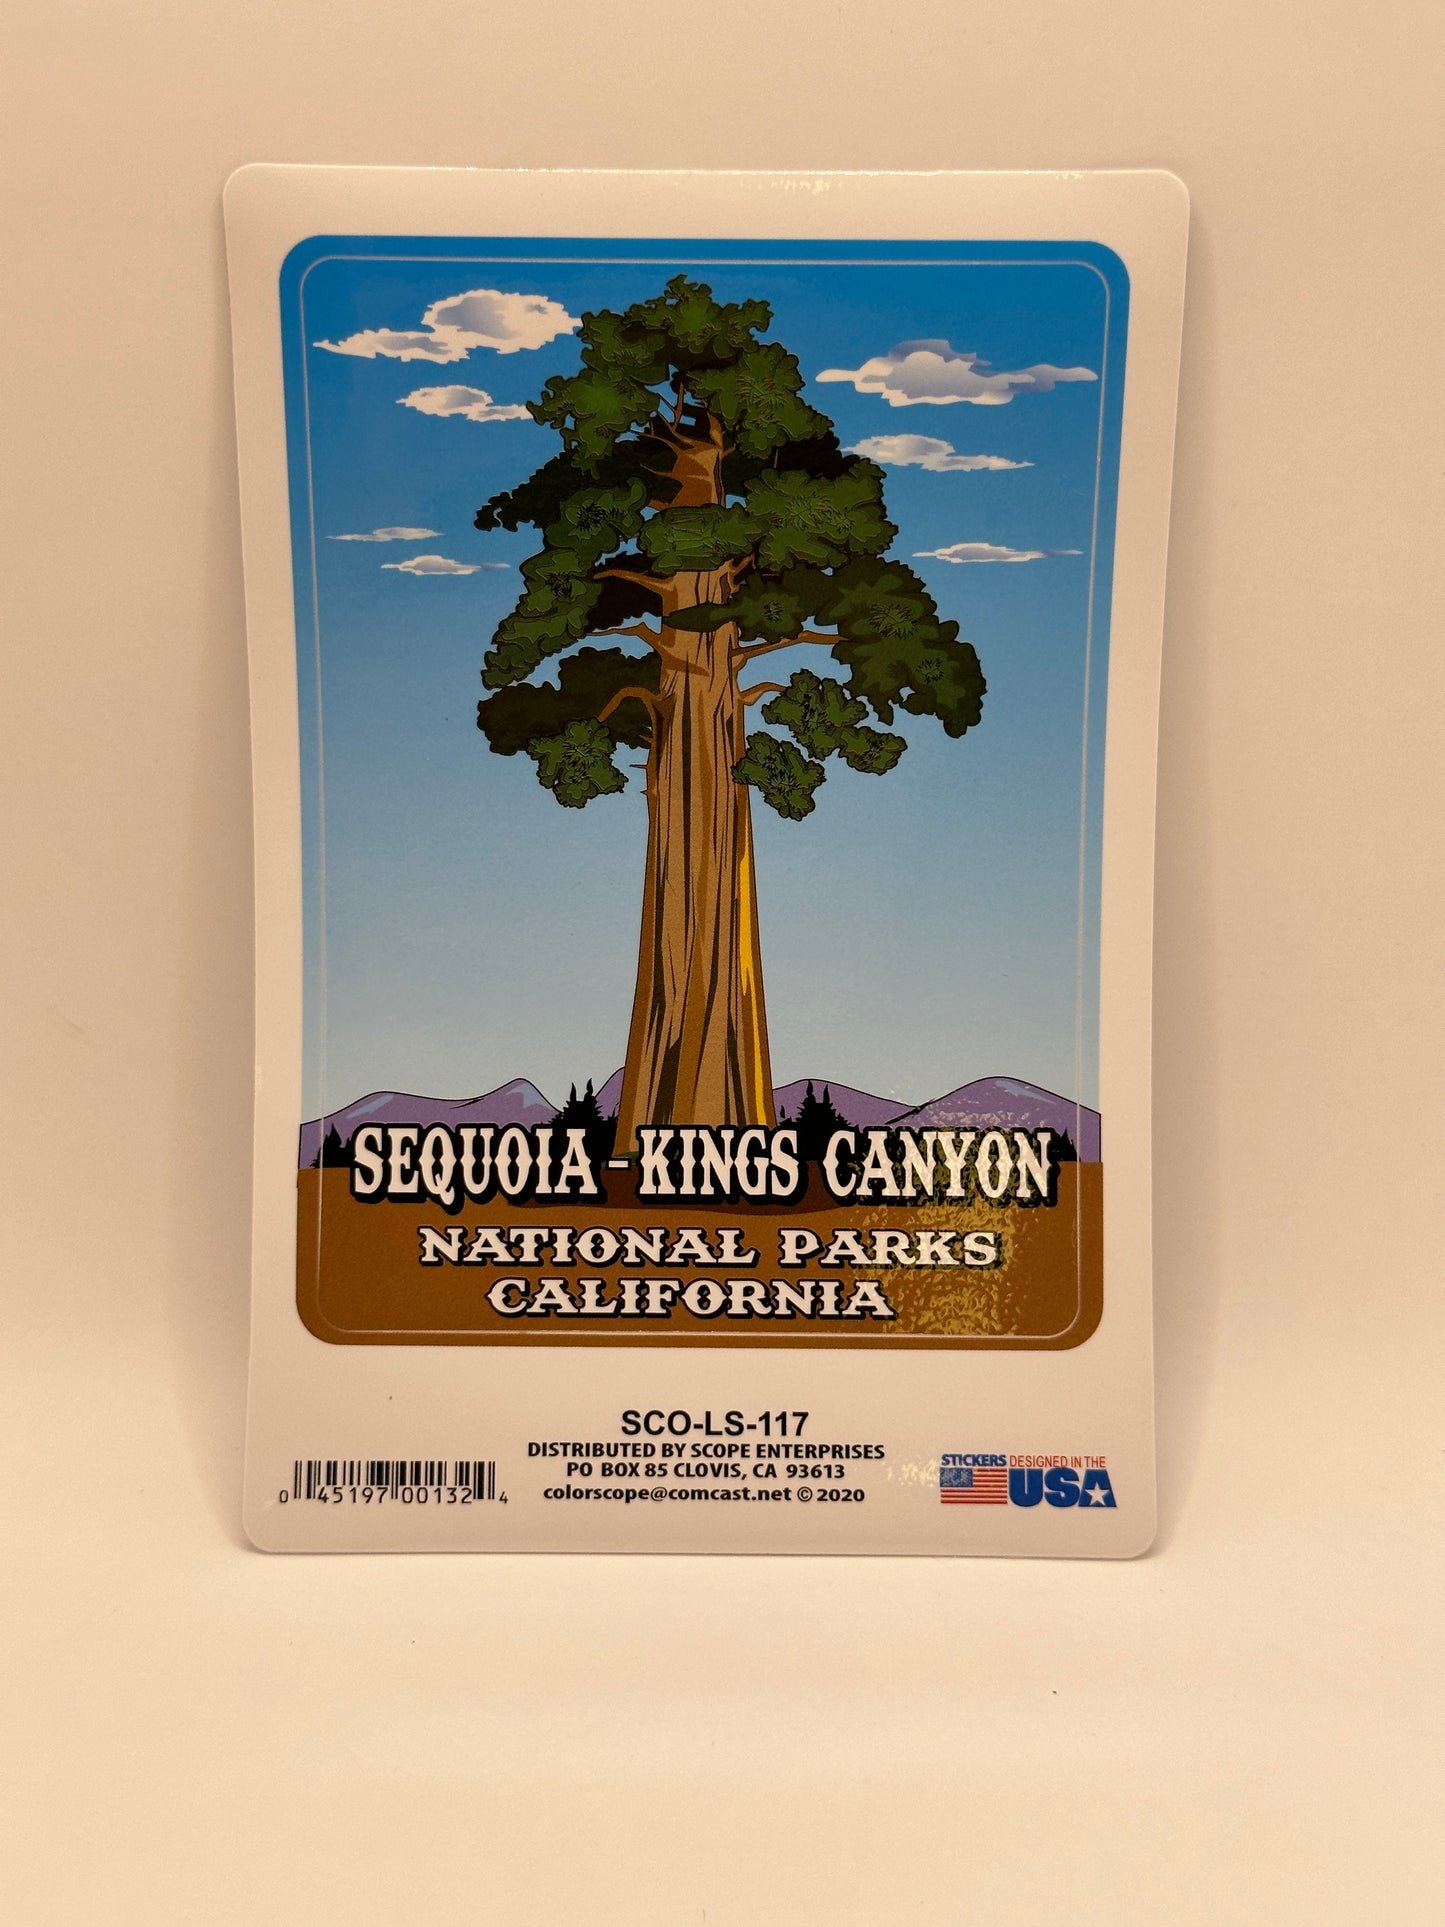 SEQUOIA - KINGS CANYON
NATIONAL PARKS
CALIFORNIA
SCO-LS-117
DISTRIBUTED BY SCOPE ENTERPRISES
PO BOX 85 CLOVIS, CA 93613
colorscope@comcast.net © 2020
0 45197 00132 4
STICKERS DESIGNED IN THE
USA